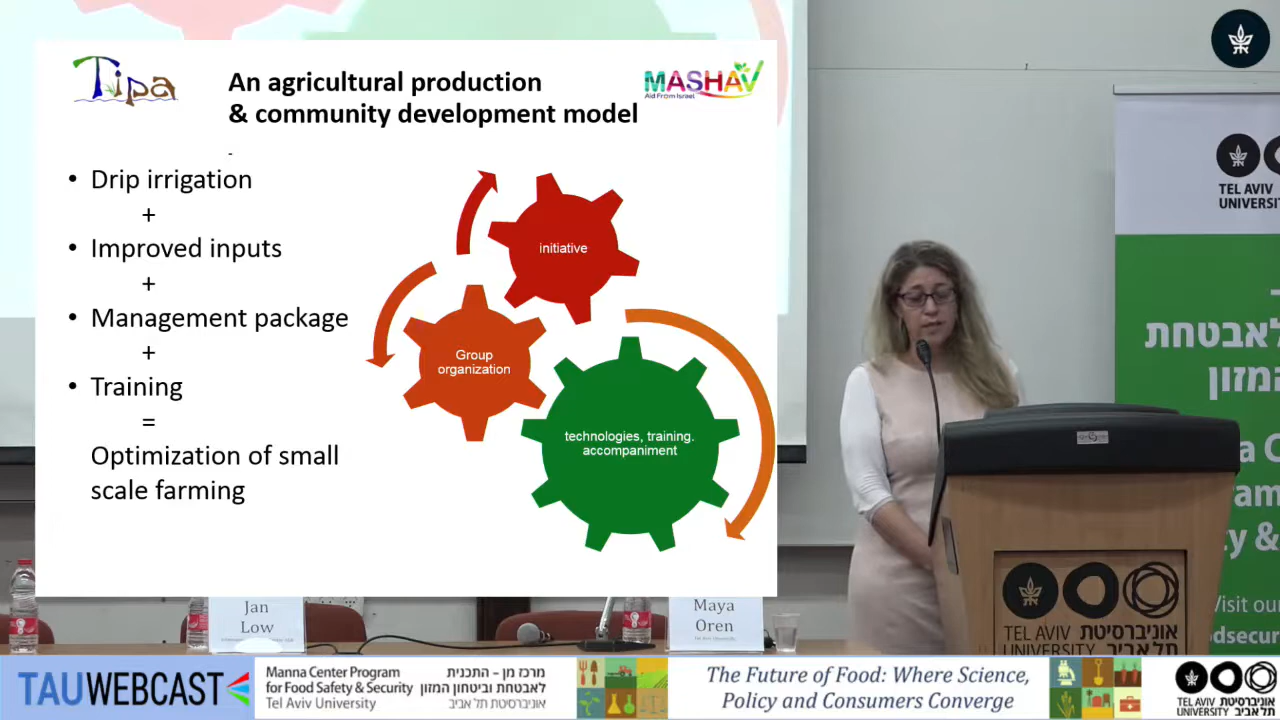 Tipa
An agricultural production
& community development model
MASHAV
Aid From Israel
• Drip irrigation
+
• Improved inputs
+
• Management package
+
• Training
=
Optimization of small
scale farming
initiative
Group
organization
technologies, training.
accompaniment
TEL AVIV
UNIVERSI
לאבטחת
המזון
Jan
Low
Maya
Oren
TEL AVIV אוניברסיטת
UNIVERSITY תל אביב
TAUWEBCAST
Manna Center Program
for Food Safety & Security
Tel Aviv University
מרכז מן – התכנית
לאבטחת וביטחון המזון
אוניברסיטת תל אביב
The Future of Food: Where Science,
Policy and Consumers Converge
TEL AVIV אוניברסיטת
UNIVERSITY תל אביב